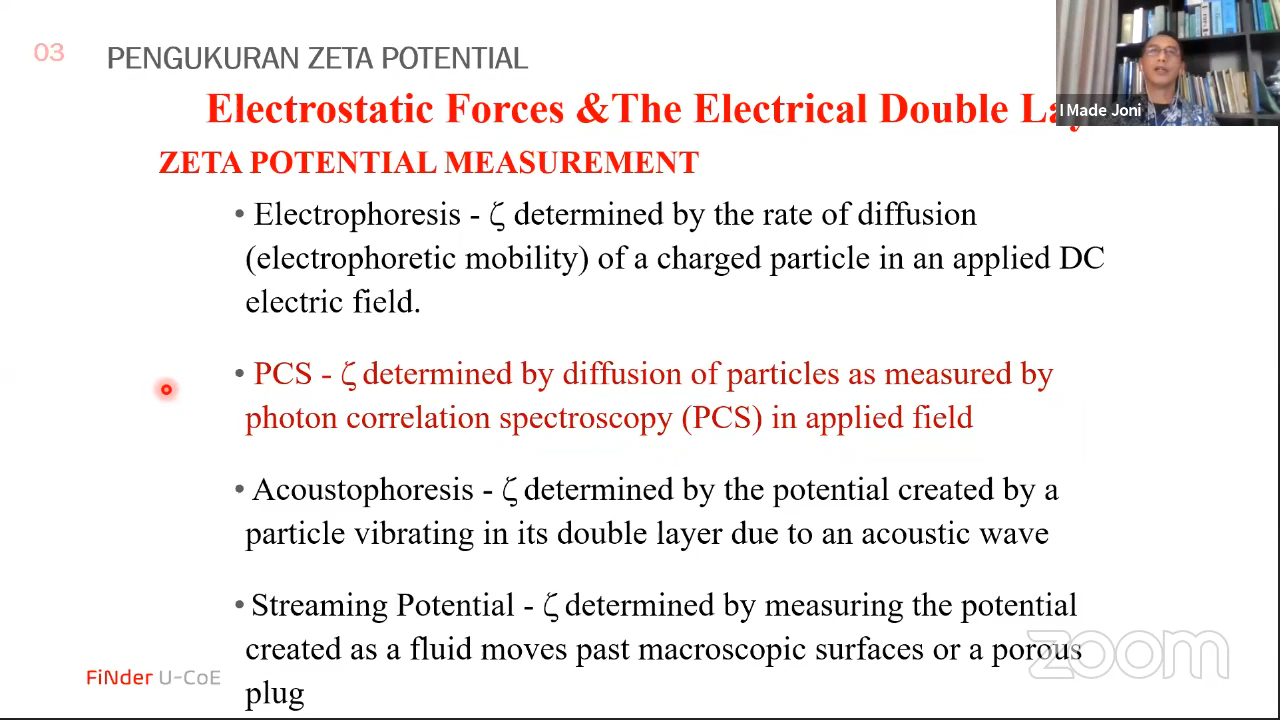 03
PENGUKURAN ZETA POTENTIAL
Electrostatic Forces &The Electrical Double
I Made Joni
ZETA POTENTIAL MEASUREMENT
• Electrophoresis - ζ determined by the rate of diffusion
(electrophoretic mobility) of a charged particle in an applied DC
electric field.
• PCS - ζ determined by diffusion of particles as measured by
photon correlation spectroscopy (PCS) in applied field
• Acoustophoresis - ζ determined by the potential created by a
particle vibrating in its double layer due to an acoustic wave
• Streaming Potential - ζ determined by measuring the potential
created as a fluid moves past macroscopic surfaces or a porous
plug
FiNder U-CoE
zoom